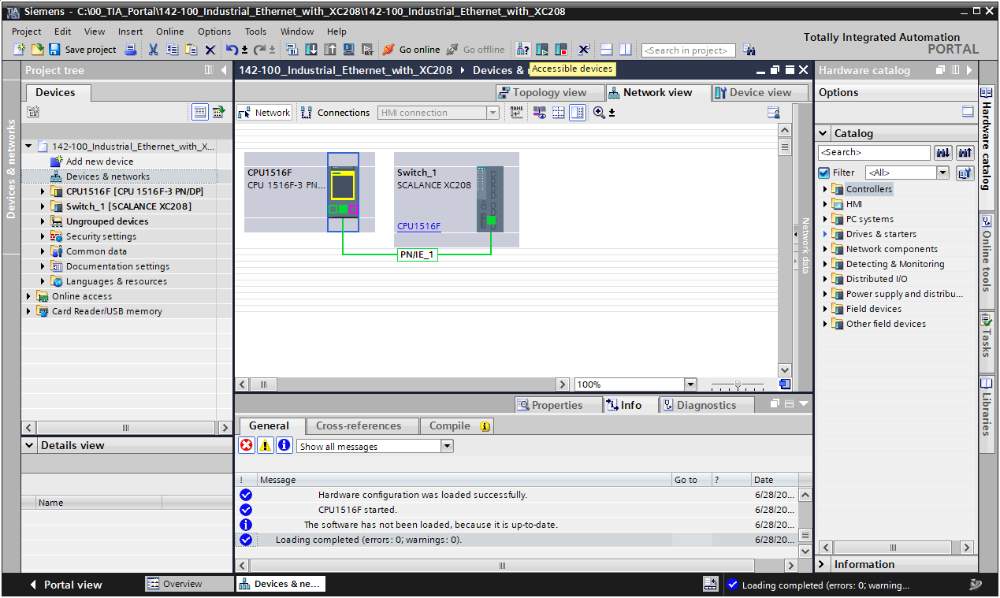 Siemens - C:\00_TIA_Portal\142-100_Industrial_Ethernet_with_XC208\142-100_Industrial_Ethernet_with_XC208
Project Edit View Insert Online Options Tools Window Help
Totally Integrated Automation
PORTAL
Save project
Go online
Go offline
<Search in project>
Accessible devices
Project tree
142-100_Industrial_Ethernet_with_XC208
Devices &
Hardware catalog
Devices
Topology view
Network view
Device view
Options
Network
Connections
HMI connection
Devices & networks
142-100_Industrial_Ethernet_with_X...
Add new device
Devices & networks
CPU1516F [CPU 1516F-3 PN/DP]
Switch_1 [SCALANCE XC208]
Ungrouped devices
Security settings
Common data
Documentation settings
Languages & resources
Online access
Card Reader/USB memory
CPU1516F
CPU 1516F-3 PN...
Switch_1
SCALANCE XC208
CPU1516F
PN/IE_1
Network data
100%
Catalog
<Search>
Filter
<All>
Controllers
HMI
PC systems
Drives & starters
Network components
Detecting & Monitoring
Distributed I/O
Power supply and distribu...
Field devices
Other field devices
Information
Hardware catalog
Online tools
Tasks
Libraries
Details view
Name
Properties
Info
Diagnostics
General
Cross-references
Compile
Show all messages
! Message Go to ? Date
Hardware configuration was loaded successfully. 6/28/20...
CPU1516F started. 6/28/20...
The software has not been loaded, because it is up-to-date. 6/28/20...
Loading completed (errors: 0; warnings: 0). 6/28/20...
Portal view
Overview
Devices & ne...
Loading completed (errors: 0; warning...